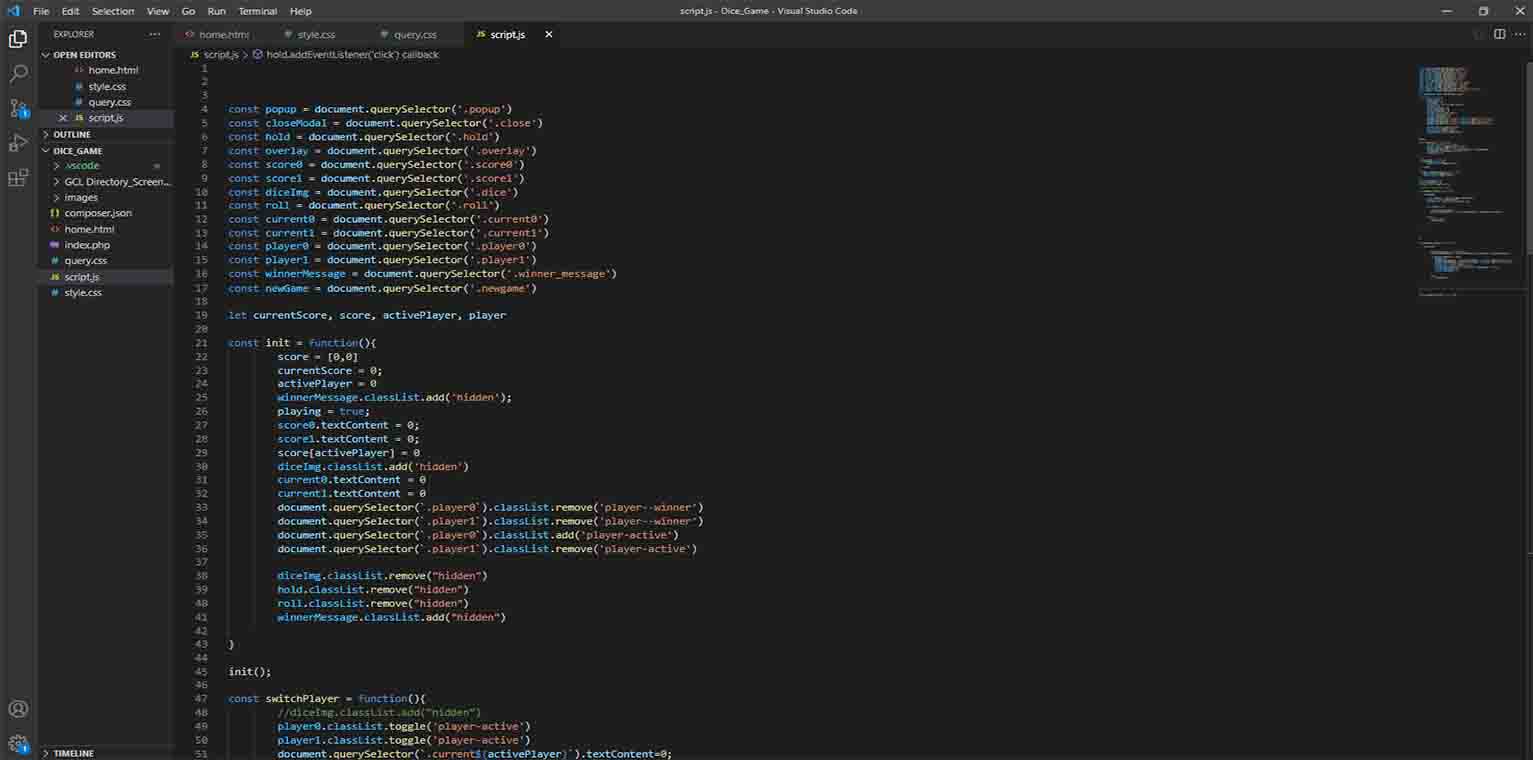 File Edit Selection View Go Run Terminal Help
script.js - Dice_Game - Visual Studio Code
EXPLORER
home.html
style.css
query.css
JS script.js
OPEN EDITORS
JS script.js > hold.addEventListener('click') callback
home.html
# style.css
# query.css
JS script.js
OUTLINE
DICE_GAME
.vscode
GCL Directory_Screen...
images
composer.json
home.html
index.php
# query.css
JS script.js
# style.css
TIMELINE
1
2
3
4 const popup = document.querySelector('.popup')
5 const closeModal = document.querySelector('.close')
6 const hold = document.querySelector('.hold')
7 const overlay = document.querySelector('.overlay')
8 const score0 = document.querySelector('.score0')
9 const score1 = document.querySelector('.score1')
10 const diceImg = document.querySelector('.dice')
11 const roll = document.querySelector('.roll')
12 const current0 = document.querySelector('.current0')
13 const current1 = document.querySelector('.current1')
14 const player0 = document.querySelector('.player0')
15 const player1 = document.querySelector('.player1')
16 const winnerMessage = document.querySelector('.winner_message')
17 const newGame = document.querySelector('.newgame')
18
19 let currentScore, score, activePlayer, player
20
21 const init = function(){
22 score = [0,0]
23 currentScore = 0;
24 activePlayer = 0
25 winnerMessage.classList.add('hidden');
26 playing = true;
27 score0.textContent = 0;
28 score1.textContent = 0;
29 score[activePlayer] = 0
30 diceImg.classList.add('hidden')
31 current0.textContent = 0
32 current1.textContent = 0
33 document.querySelector(`.player0`).classList.remove('player--winner')
34 document.querySelector(`.player1`).classList.remove('player--winner')
35 document.querySelector(`.player0`).classList.add('player-active')
36 document.querySelector(`.player1`).classList.remove('player-active')
37
38 diceImg.classList.remove("hidden")
39 hold.classList.remove("hidden")
40 roll.classList.remove("hidden")
41 winnerMessage.classList.add("hidden")
42
43 }
44
45 init();
46
47 const switchPlayer = function(){
48 //diceImg.classList.add("hidden")
49 player0.classList.toggle('player-active')
50 player1.classList.toggle('player-active')
51 document.querySelector(`.current${activePlayer}`).textContent=0;